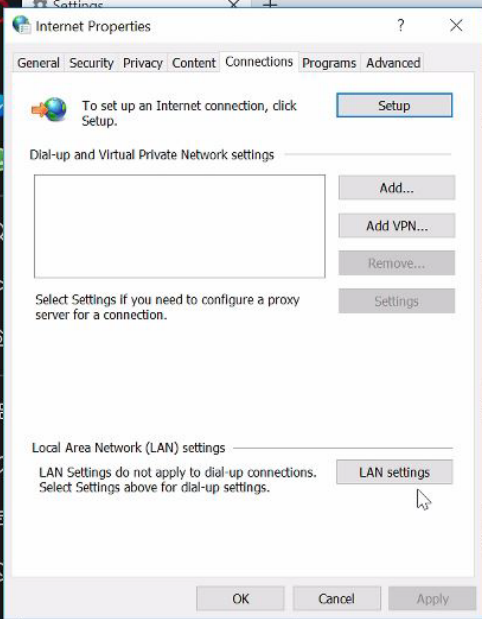 Settings
Internet Properties
General Security Privacy Content Connections Programs Advanced
To set up an Internet connection, click
Setup.
Setup
Dial-up and Virtual Private Network settings
Add...
Add VPN...
Remove...
Select Settings if you need to configure a proxy
server for a connection.
Settings
Local Area Network (LAN) settings
LAN Settings do not apply to dial-up connections.
Select Settings above for dial-up settings.
LAN settings
OK Cancel Apply